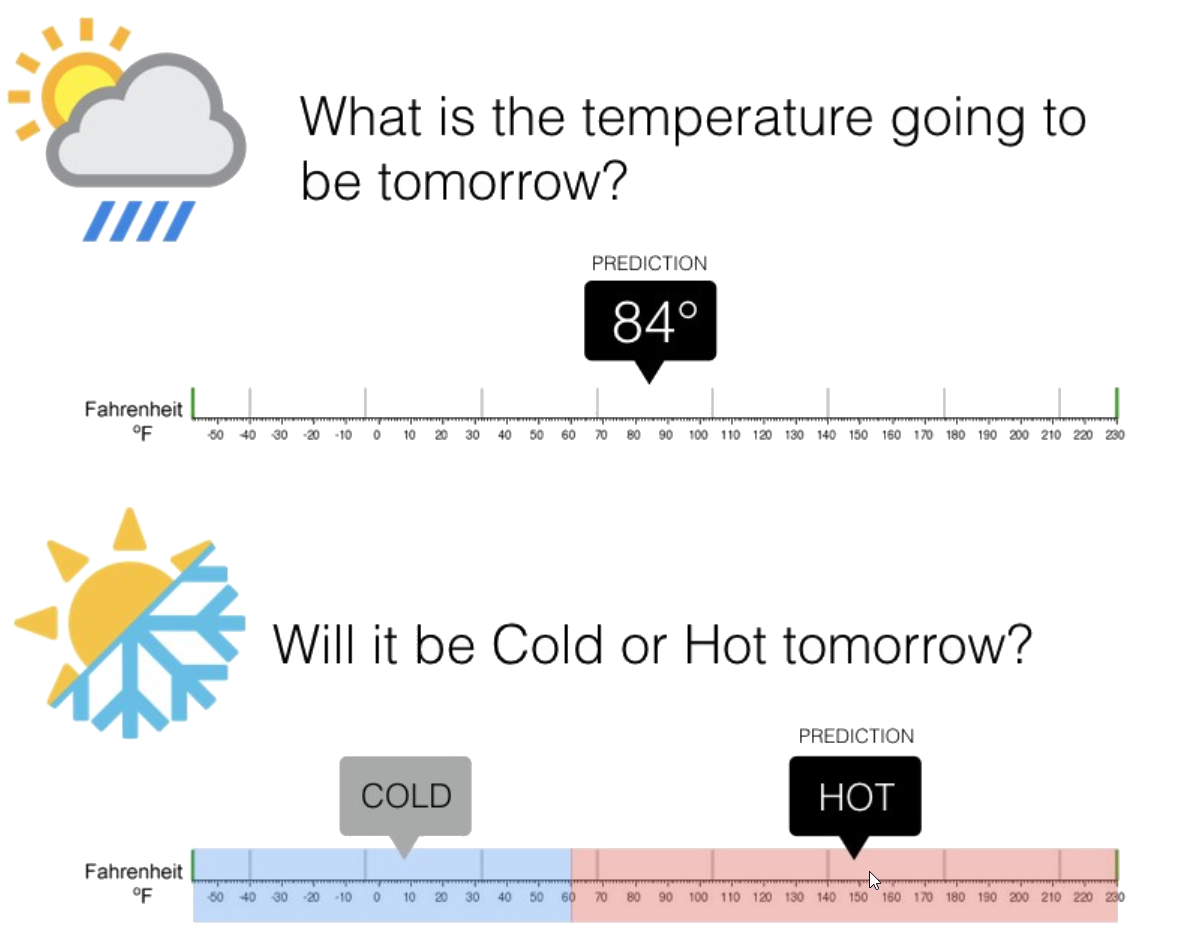 What is the temperature going to
be tomorrow?
PREDICTION
84°
Fahrenheit
ºF
-50 -40 -30 -20 -10 0 10 20 30 40 50 60 70 80 90 100 110 120 130 140 150 160 170 180 190 200 210 220 230
Will it be Cold or Hot tomorrow?
PREDICTION
COLD
HOT
Fahrenheit
ºF
-50 -40 -30 -20 -10 0 10 20 30 40 50 60 70 80 90 100 110 120 130 140 150 160 170 180 190 200 210 220 230